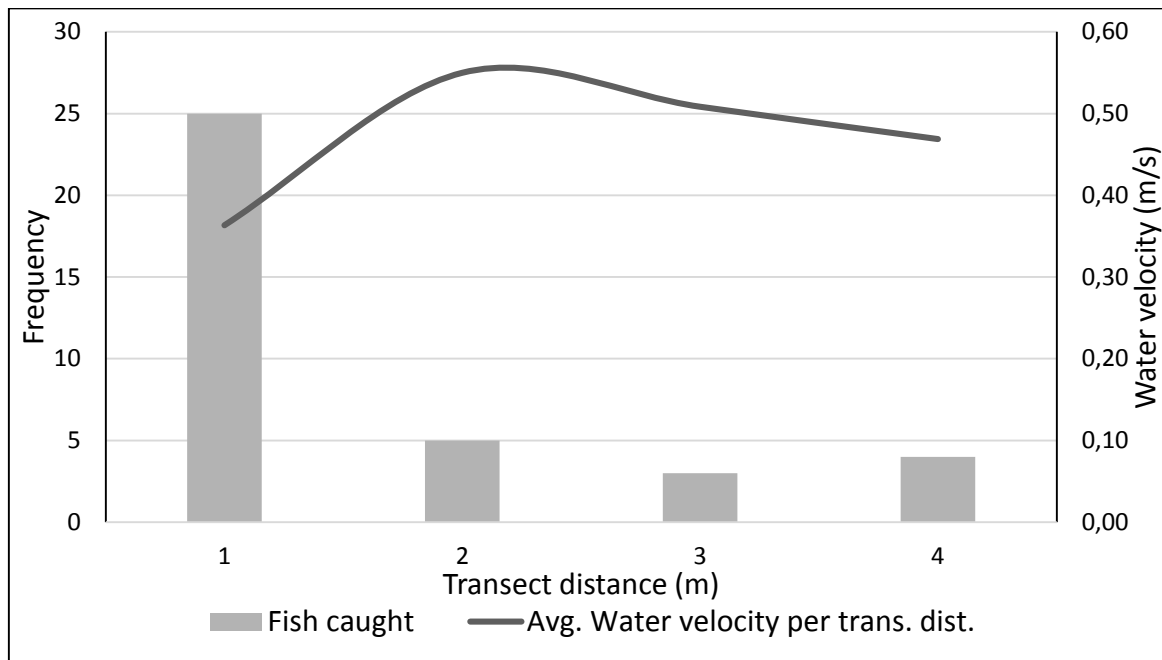 30
25
20
15
10
5
0
Frequency
0,60
0,50
0,40
0,30
0,20
0,10
0,00
Water velocity (m/s)
1 2 3 4
Transect distance (m)
Fish caught Avg. Water velocity per trans. dist.